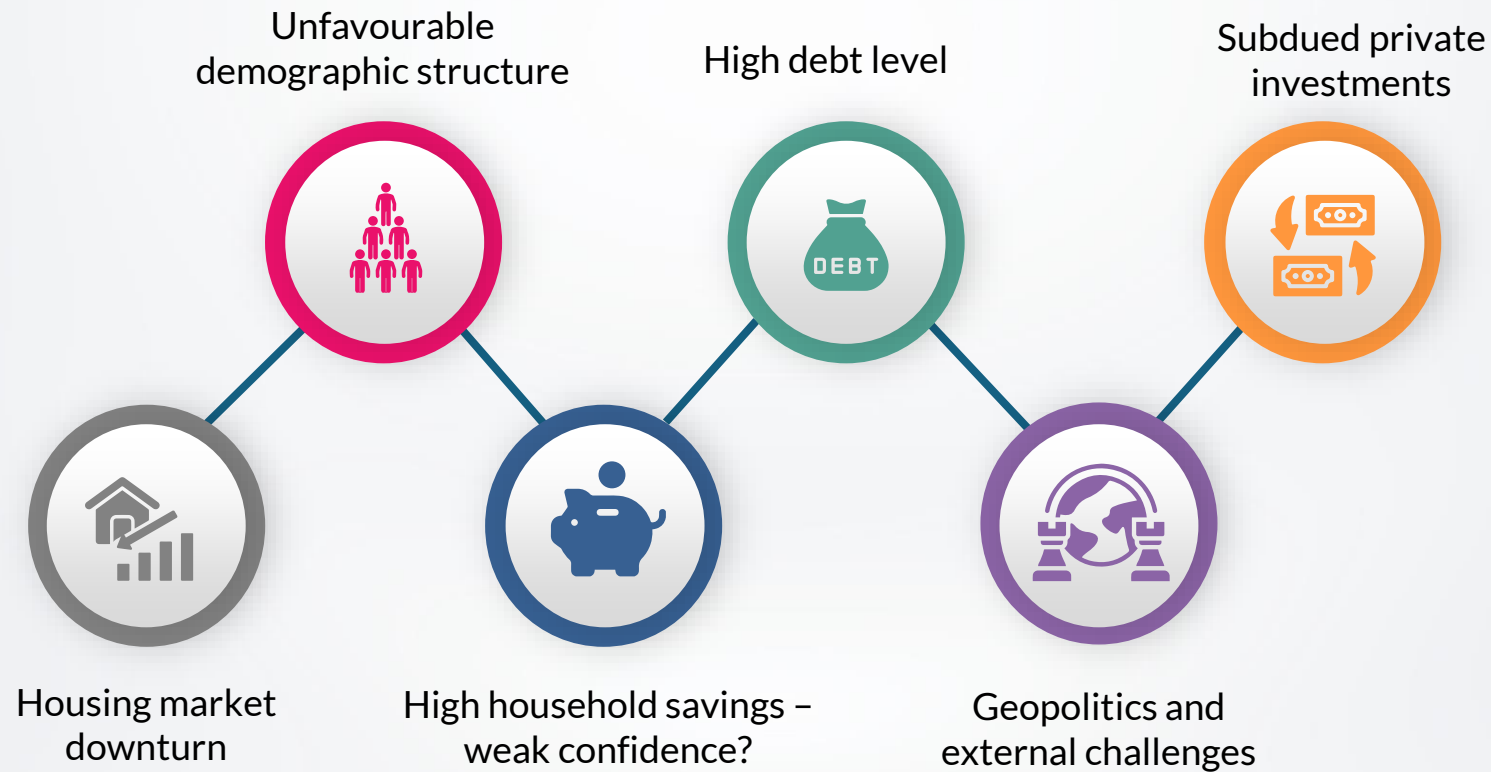 Unfavourable
demographic structure
High debt level
Subdued private
investments
DEBT
Housing market
downturn
High household savings –
weak confidence?
Geopolitics and
external challenges